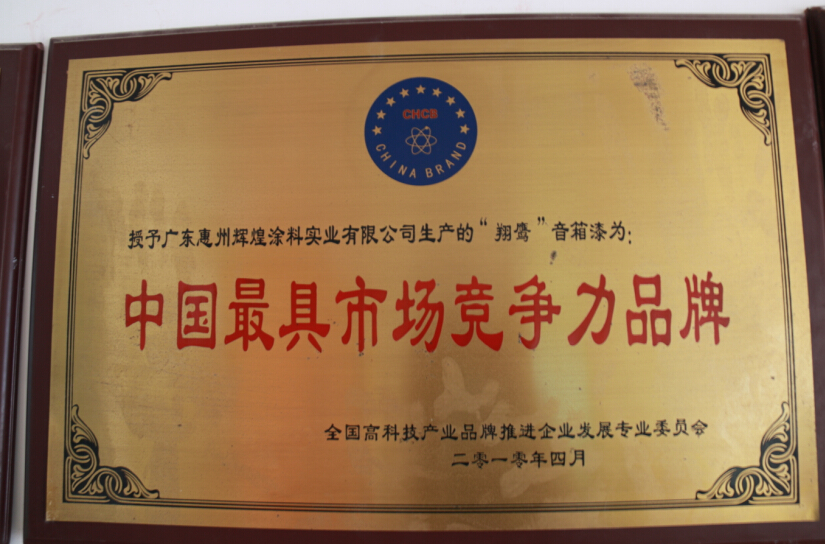 CHCB
CHINA BRAND
授予广东惠州辉煌涂料实业有限公司生产的“翔鹰”音箱漆为：
中国最具市场竞争力品牌
全国高科技产业品牌推进企业发展专业委员会
二零一零年四月